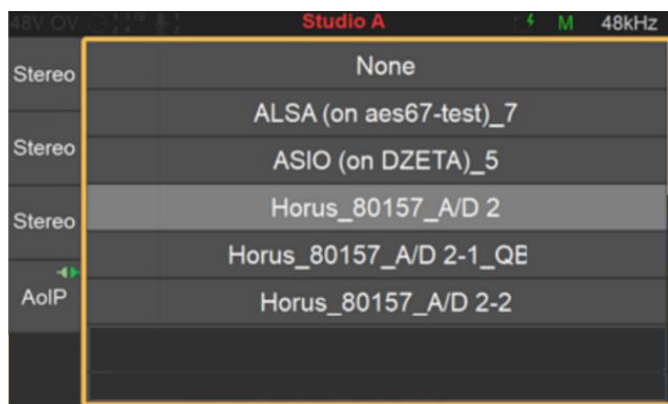 48V OV Studio A M 48kHz
Stereo
None
ALSA (on aes67-test)_7
Stereo
ASIO (on DZETA)_5
Stereo
Horus_80157_A/D 2
Horus_80157_A/D 2-1_QB
AoIP
Horus_80157_A/D 2-2